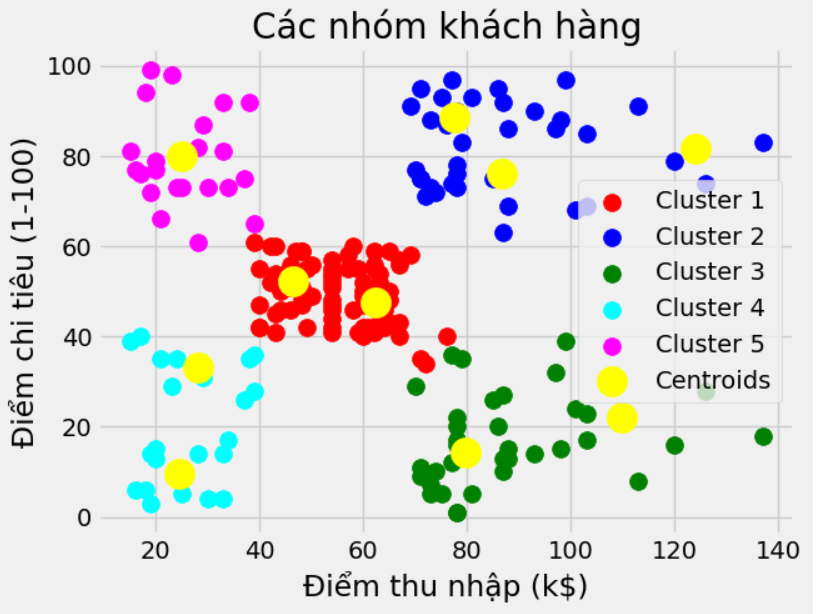 Các nhóm khách hàng
Điểm chi tiêu (1-100)
100
80
60
40
20
0
Cluster 1
Cluster 2
Cluster 3
Cluster 4
Cluster 5
Centroids
20 40 60 80 100 120 140
Điểm thu nhập (k$)